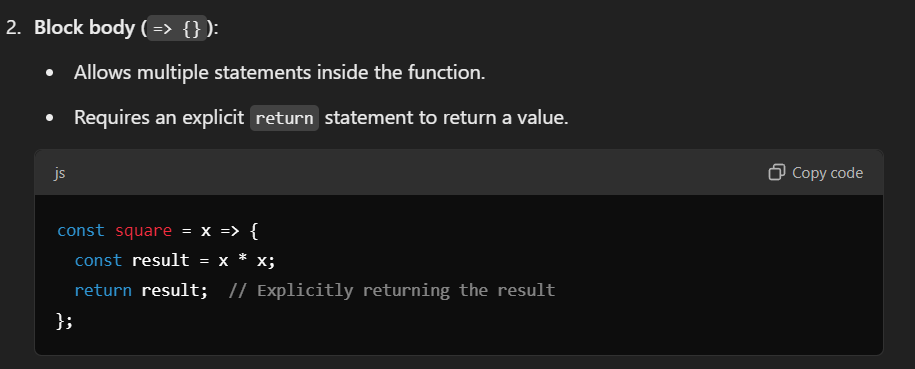 2. Block body (=> {}):
• Allows multiple statements inside the function.
• Requires an explicit return statement to return a value.
js
Copy code
const square = x => {
  const result = x * x;
  return result;  // Explicitly returning the result
};